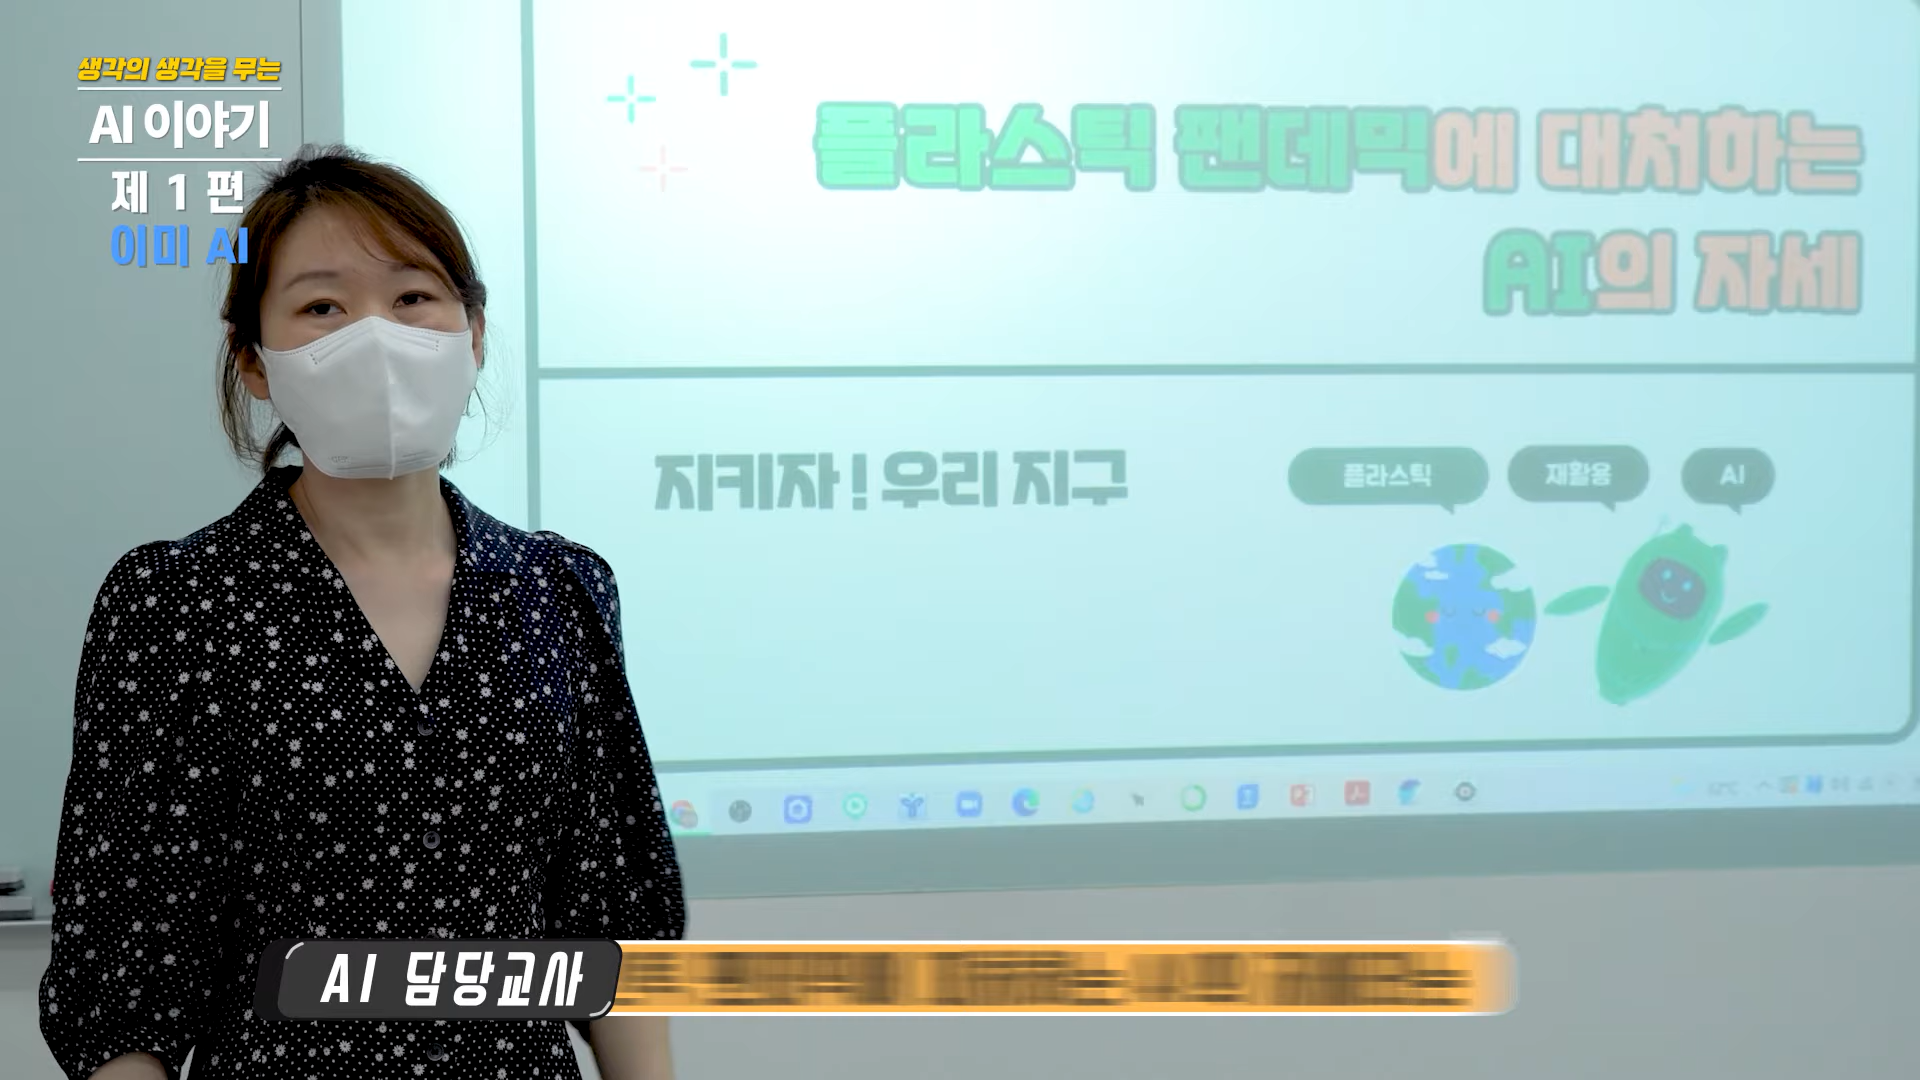 생각의 생각을 무는
AI 이야기
제 1 편
이미 AI
플라스틱 팬데믹에 대처하는
AI의 자세
지키자! 우리 지구
플라스틱
재활용
AI
AI 담당교사